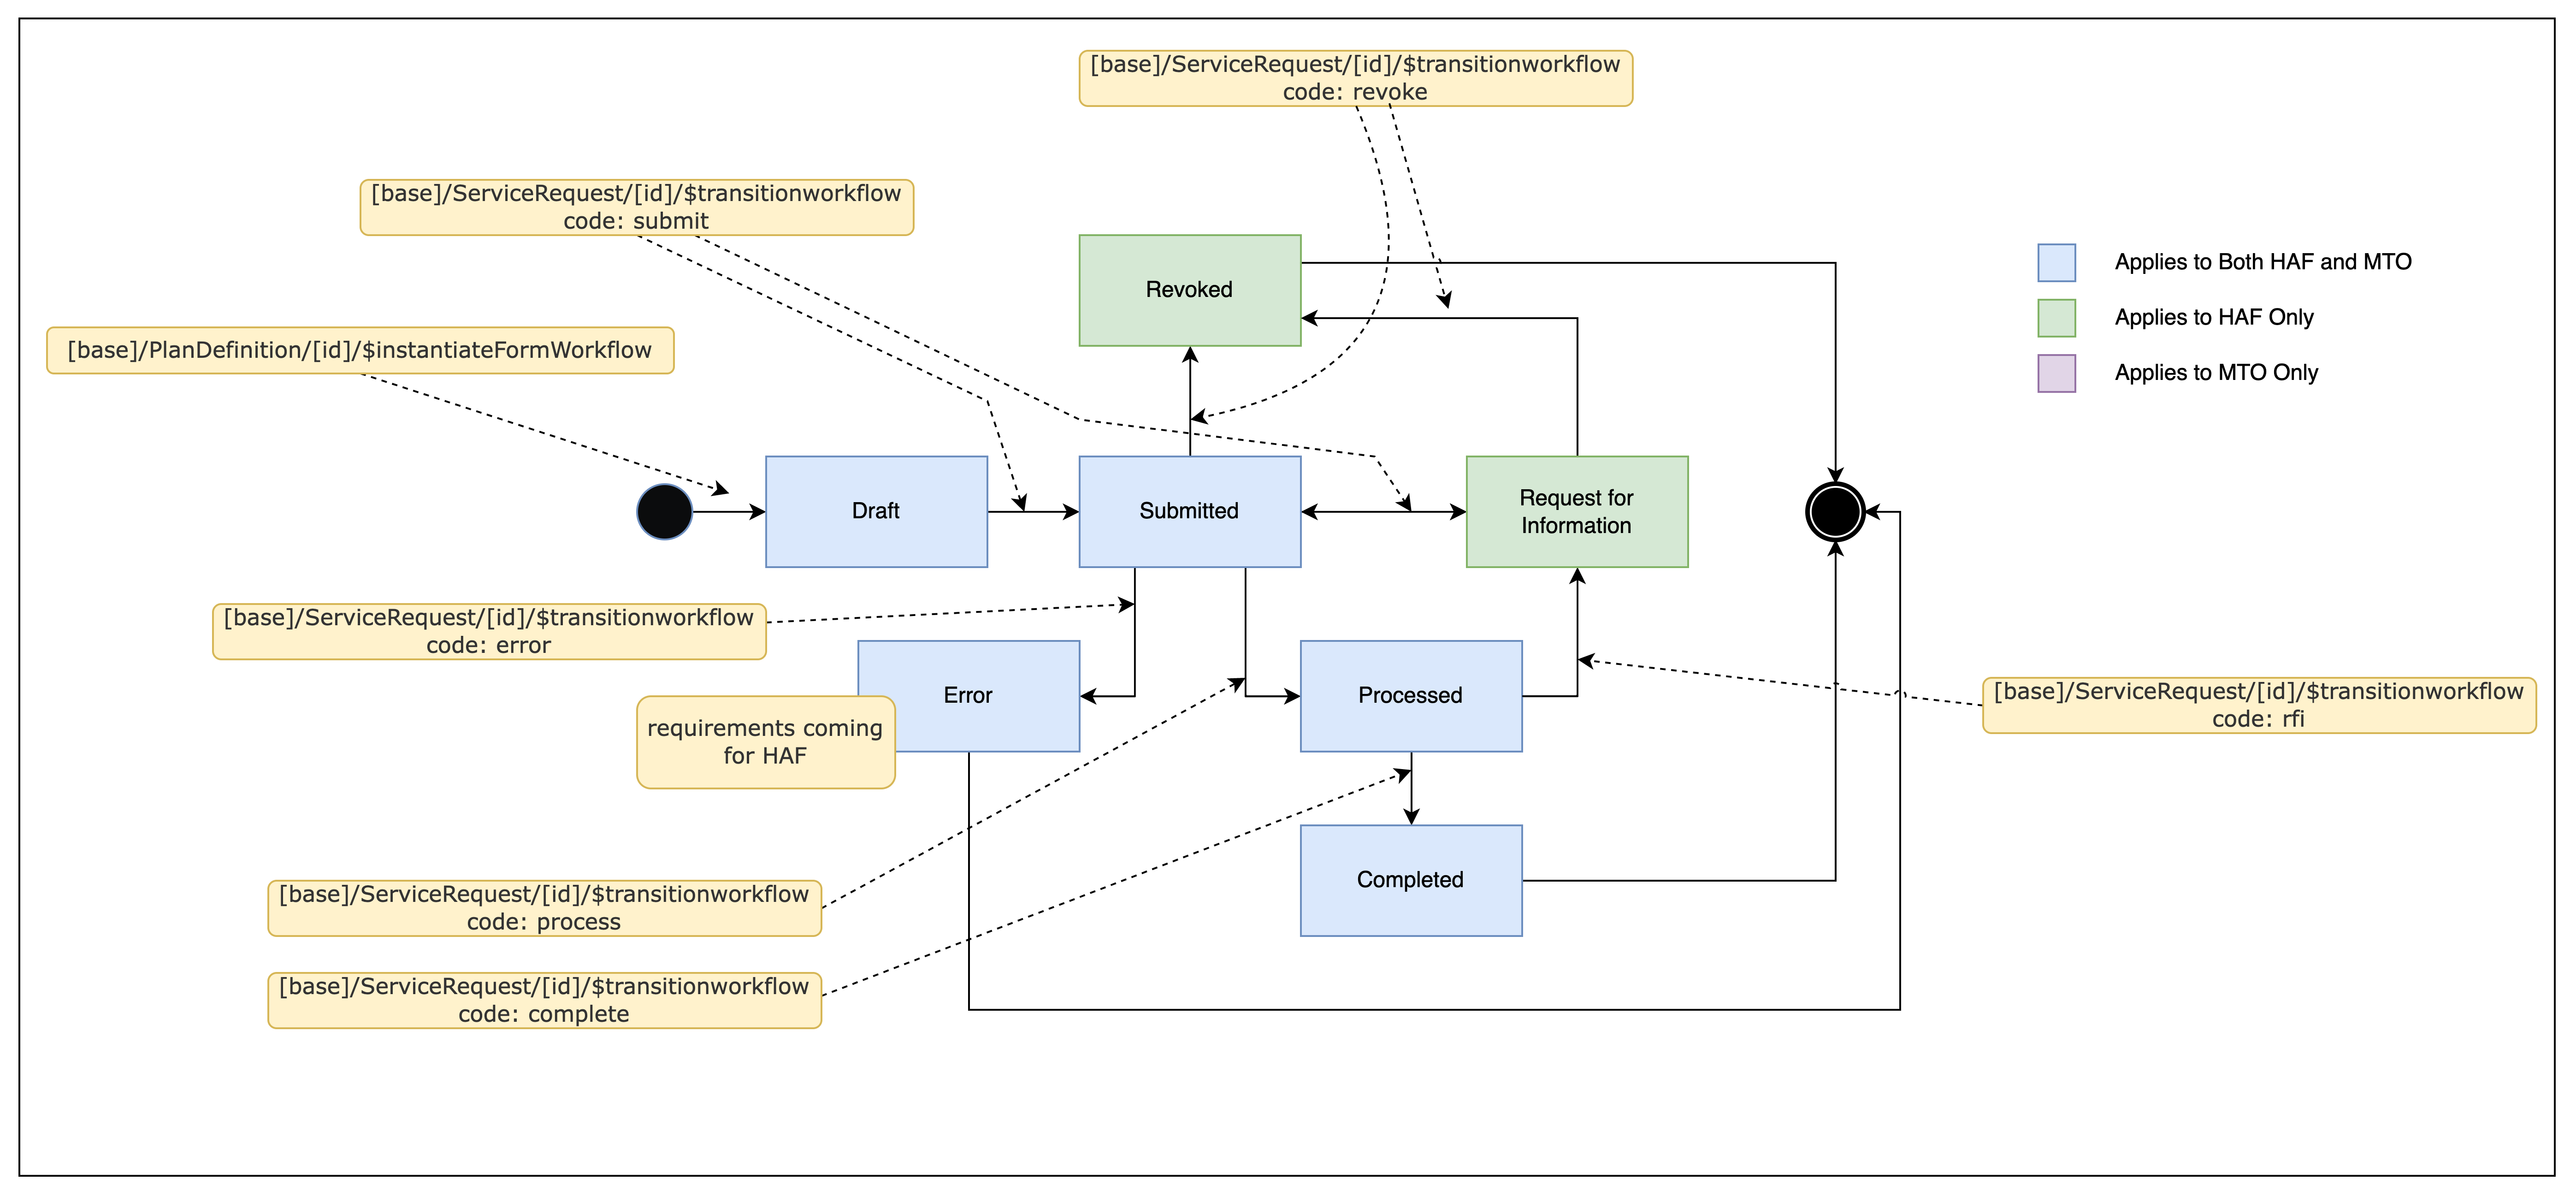 [base]/ServiceRequest/[id]/$transitionworkflow
code: revoke
[base]/ServiceRequest/[id]/$transitionworkflow
code: submit
Revoked
Applies to Both HAF and MTO
Applies to HAF Only
Applies to MTO Only
[base]/PlanDefinition/[id]/$instantiateFormWorkflow
Draft
Submitted
Request for
Information
[base]/ServiceRequest/[id]/$transitionworkflow
code: error
Error
requirements coming
for HAF
Processed
[base]/ServiceRequest/[id]/$transitionworkflow
code: rfi
Completed
[base]/ServiceRequest/[id]/$transitionworkflow
code: process
[base]/ServiceRequest/[id]/$transitionworkflow
code: complete